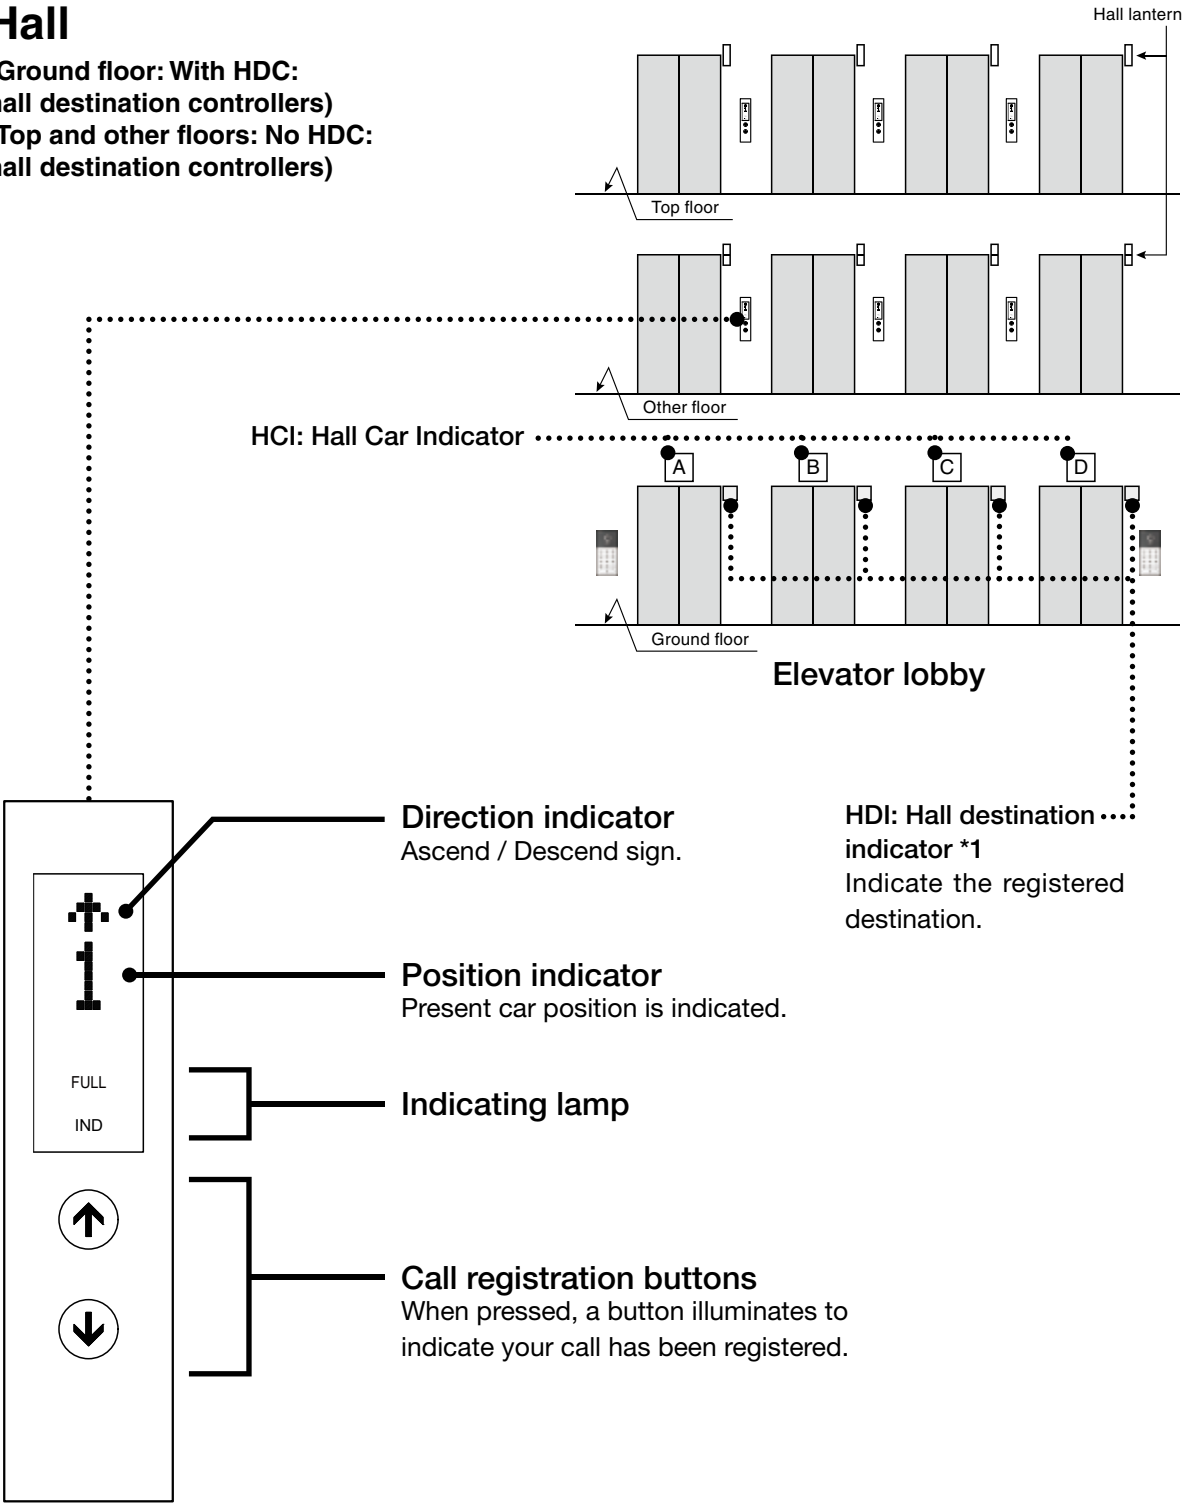 Hall
Ground floor: With HDC:
hall destination controllers)
Top and other floors: No HDC:
hall destination controllers)
Hall lantern
Top floor
Other floor
HCI: Hall Car Indicator
A B C D
Ground floor
Elevator lobby
Direction indicator
Ascend / Descend sign.
HDI: Hall destination
indicator *1
Indicate the registered
destination.
Position indicator
Present car position is indicated.
FULL
IND
Indicating lamp
Call registration buttons
When pressed, a button illuminates to
indicate your call has been registered.
1